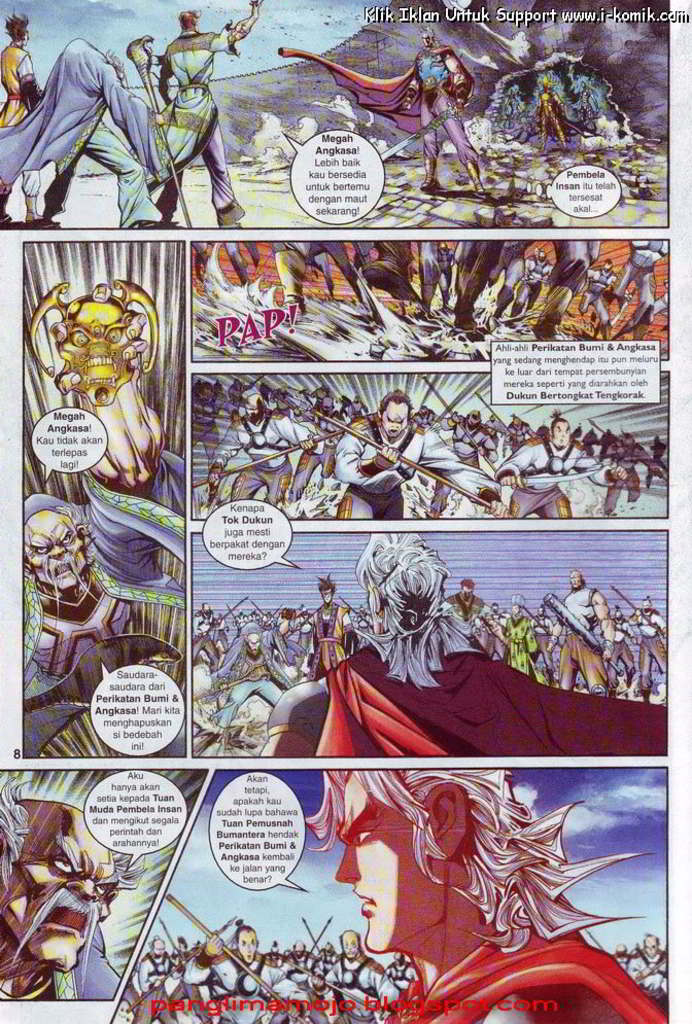 Klik Iklan Untuk Support www.i-komik.com
Megah
Angkasa!
Lebih baik
kau bersedia
untuk bertemu
dengan maut
sekarang!
Pembela
Insan itu telah
tersesat
akal...
Megah
Angkasa!
Kau tidak akan
terlepas
lagi!
PAP!
Ahli-ahli Perikatan Bumi & Angkasa
yang sedang menghendap itu pun meluru
ke luar dari tempat persembunyian
mereka seperti yang diarahkan oleh
Dukun Bertongkat Tengkorak.
Kenapa
Tok Dukun
juga mesti
berpakat dengan
mereka?
Saudara-
saudara dari
Perikatan Bumi &
Angkasa! Mari kita
menghapuskan
si bedebah
ini!
8
Aku
hanya akan
setia kepada Tuan
Muda Pembela Insan
dan mengikut segala
perintah dan
arahannya!
Akan
tetapi,
apakah kau
sudah lupa bahawa
Tuan Pemusnah
Bumantera hendak
Perikatan Bumi &
Angkasa kembali
ke jalan yang
benar?
panglimamojo.blogspot.com